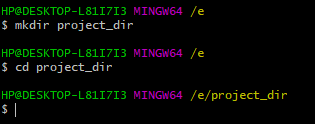 HP@DESKTOP-L81I7I3 MINGW64 /e
$ mkdir project_dir
HP@DESKTOP-L81I7I3 MINGW64 /e
$ cd project_dir
HP@DESKTOP-L81I7I3 MINGW64 /e/project_dir
$